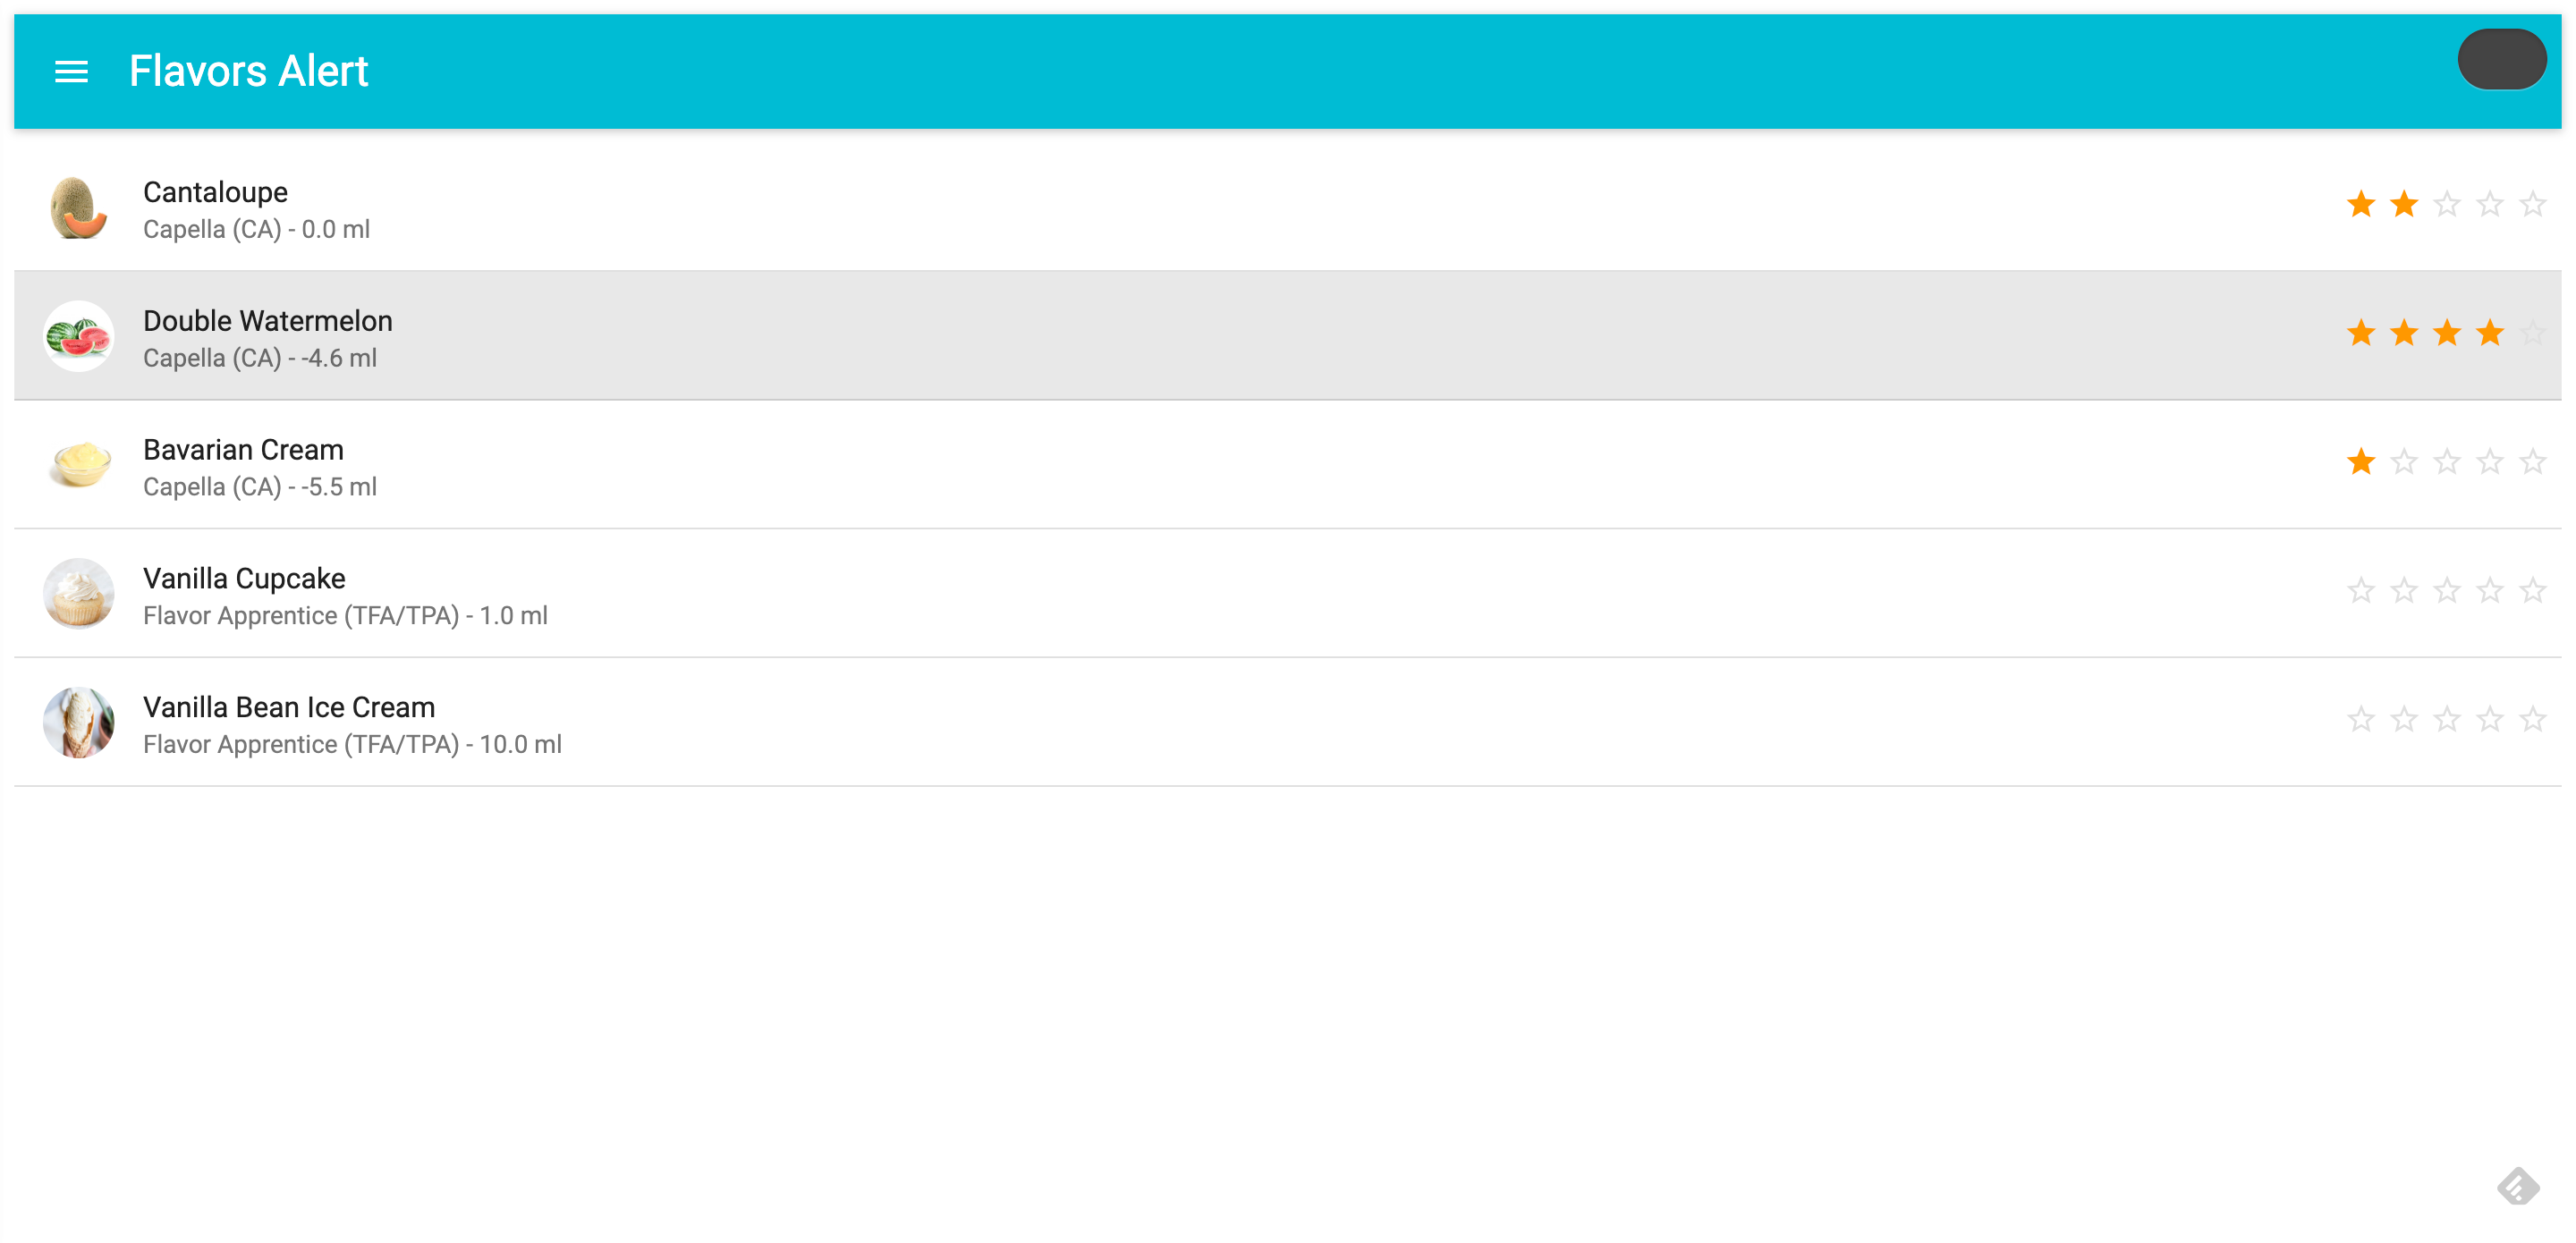 Flavors Alert
Cantaloupe
Capella (CA) - 0.0 ml
Double Watermelon
Capella (CA) - -4.6 ml
Bavarian Cream
Capella (CA) - -5.5 ml
Vanilla Cupcake
Flavor Apprentice (TFA/TPA) - 1.0 ml
Vanilla Bean Ice Cream
Flavor Apprentice (TFA/TPA) - 10.0 ml